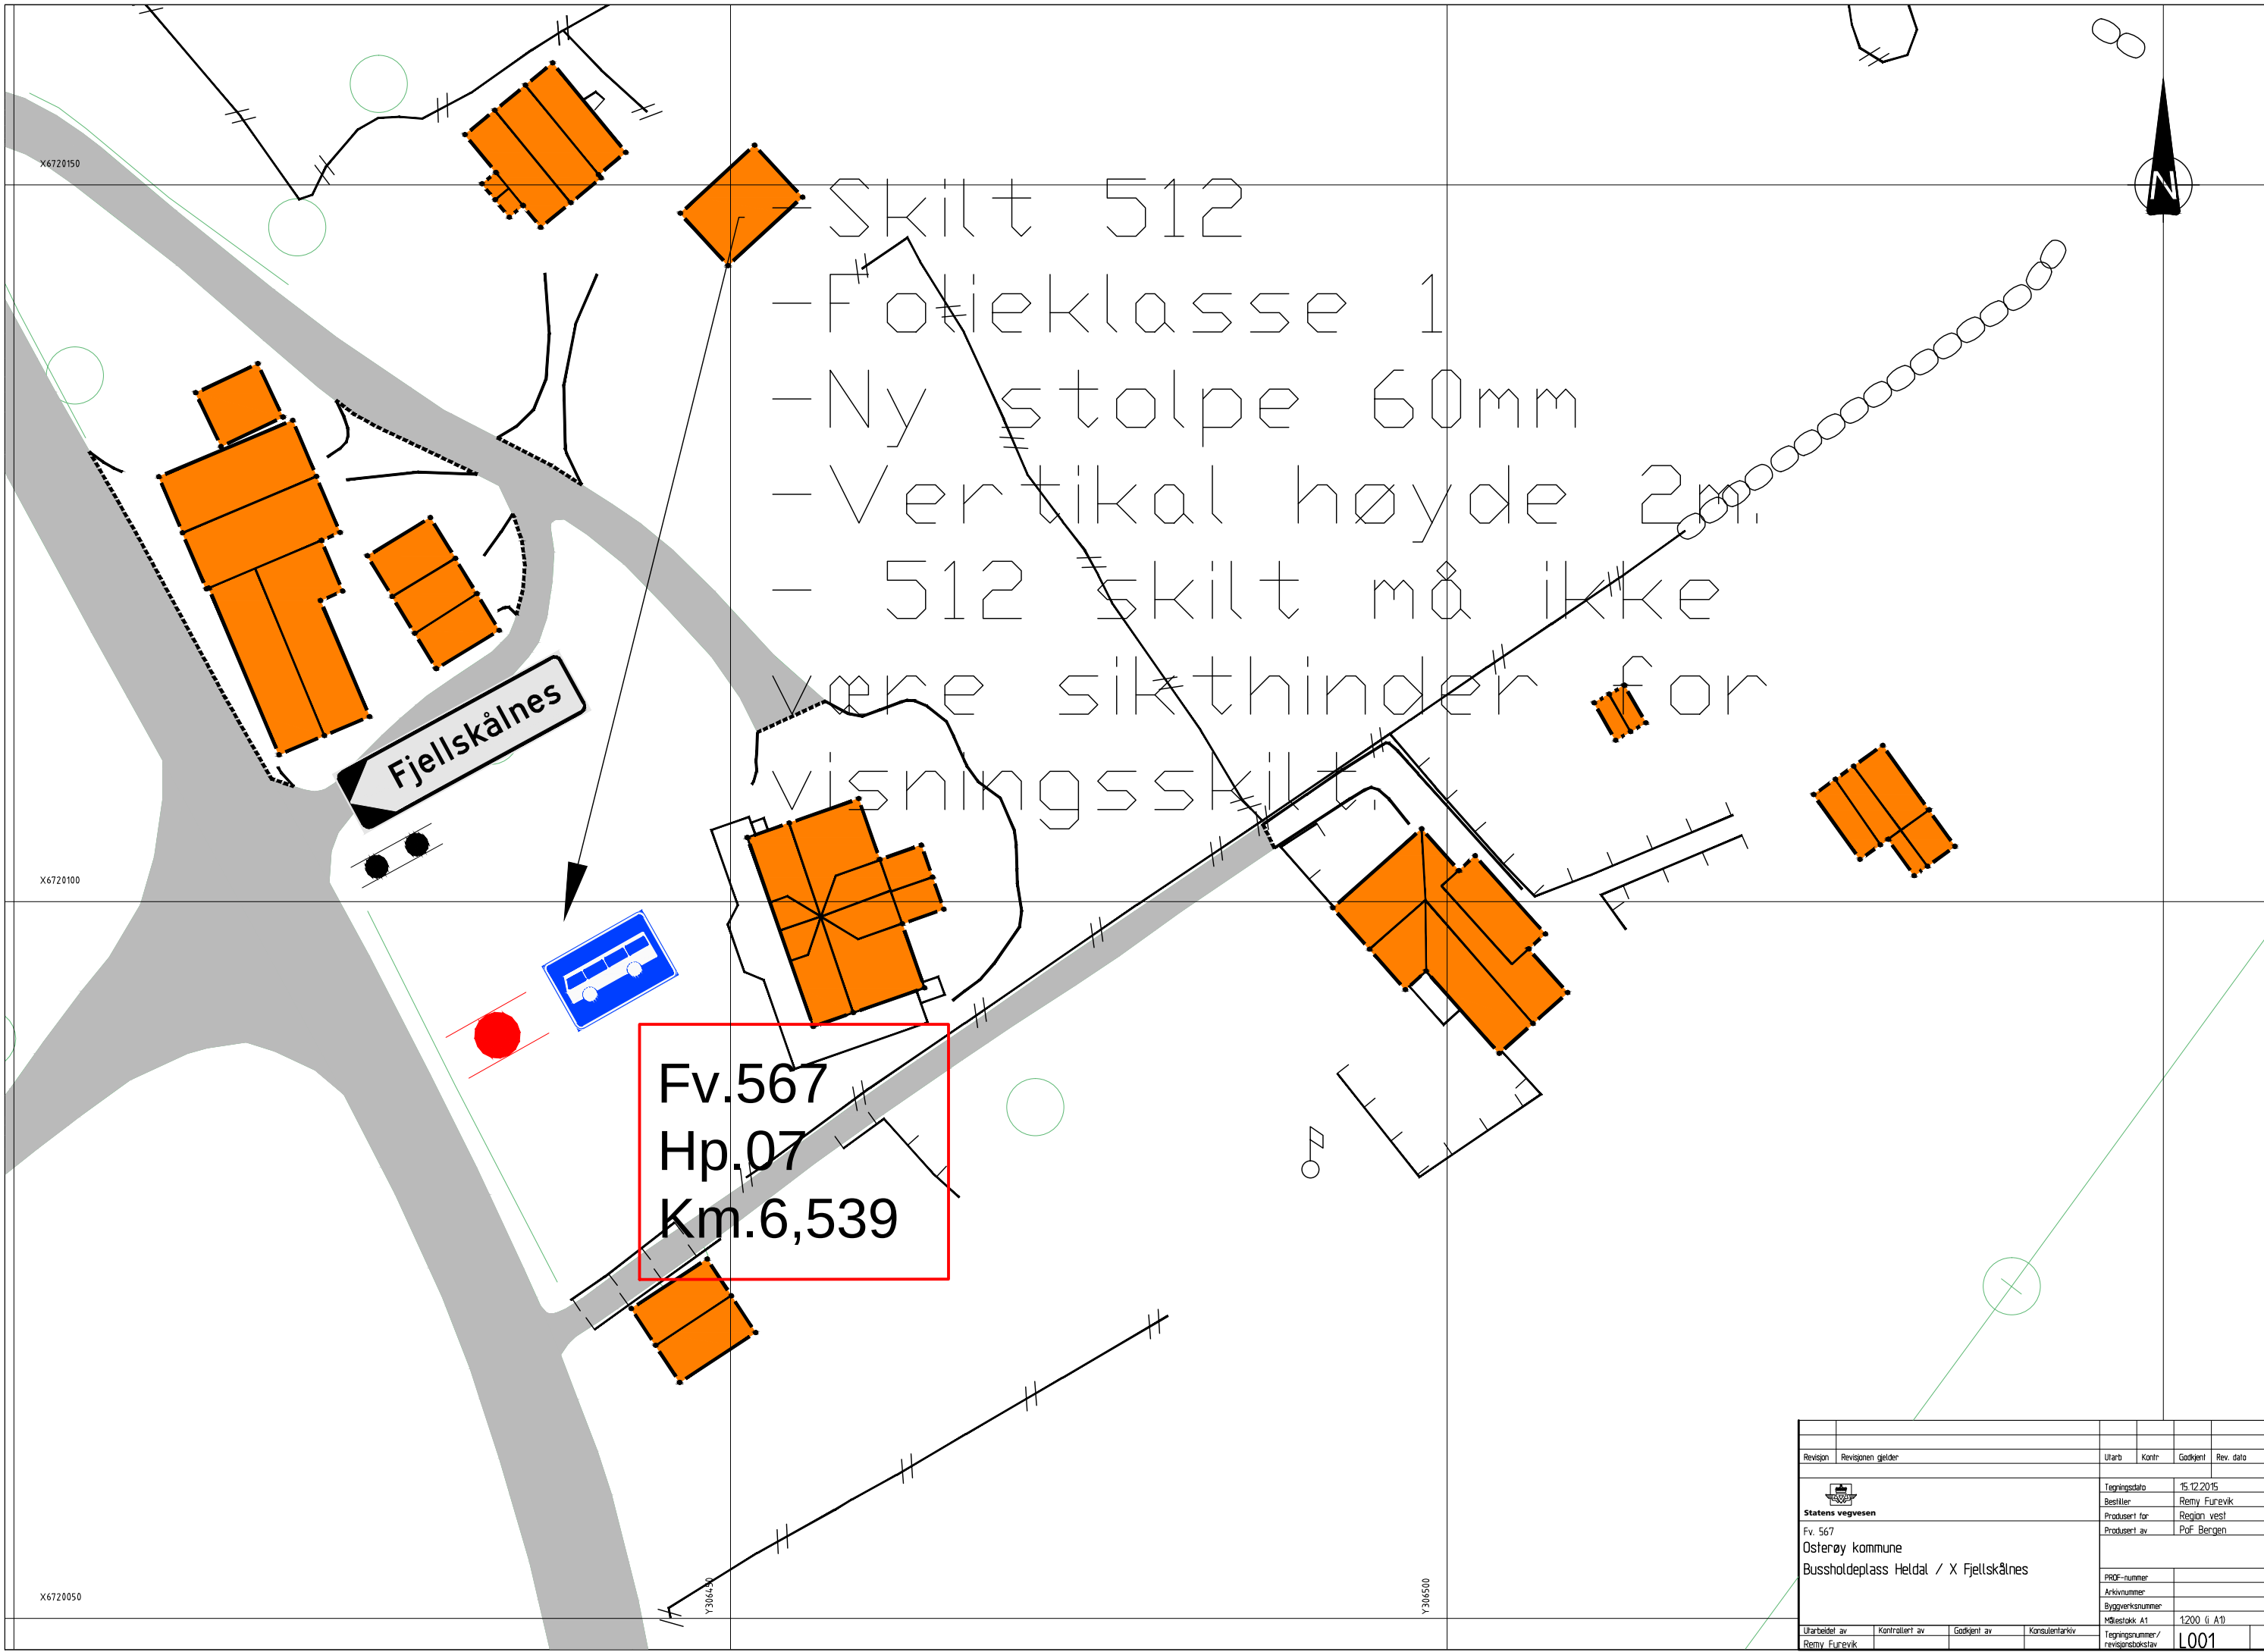 X6720150
N
-Skilt 512
-Folieklasse 1
-Ny stolpe 60mm
-Vertikal høyde 2m.
- 512 skilt må ikke
være sikthinder for
visningsskilt.
Fjellskålnes
X6720100
Fv.567
Hp.07
Km.6,539
X6720050
Y306450
Y306500
Revisjon Revisjonen gjelder Utarb Kontr Godkjent Rev. dato
Statens vegvesen
Tegningsdato 15.12.2015
Bestiller Remy Furevik
Produsert for Region vest
Produsert av PoF Bergen
Fv. 567
Osterøy kommune
Bussholdeplass Heldal / X Fjellskålnes
PROF-nummer
Arkivnummer
Byggverksnummer
Målestokk A1 1:200 (i A1)
Utarbeidet av Kontrollert av Godkjent av Konsulentarkiv
Remy Furevik
Tegningsnummer/
revisjonsbokstav L001